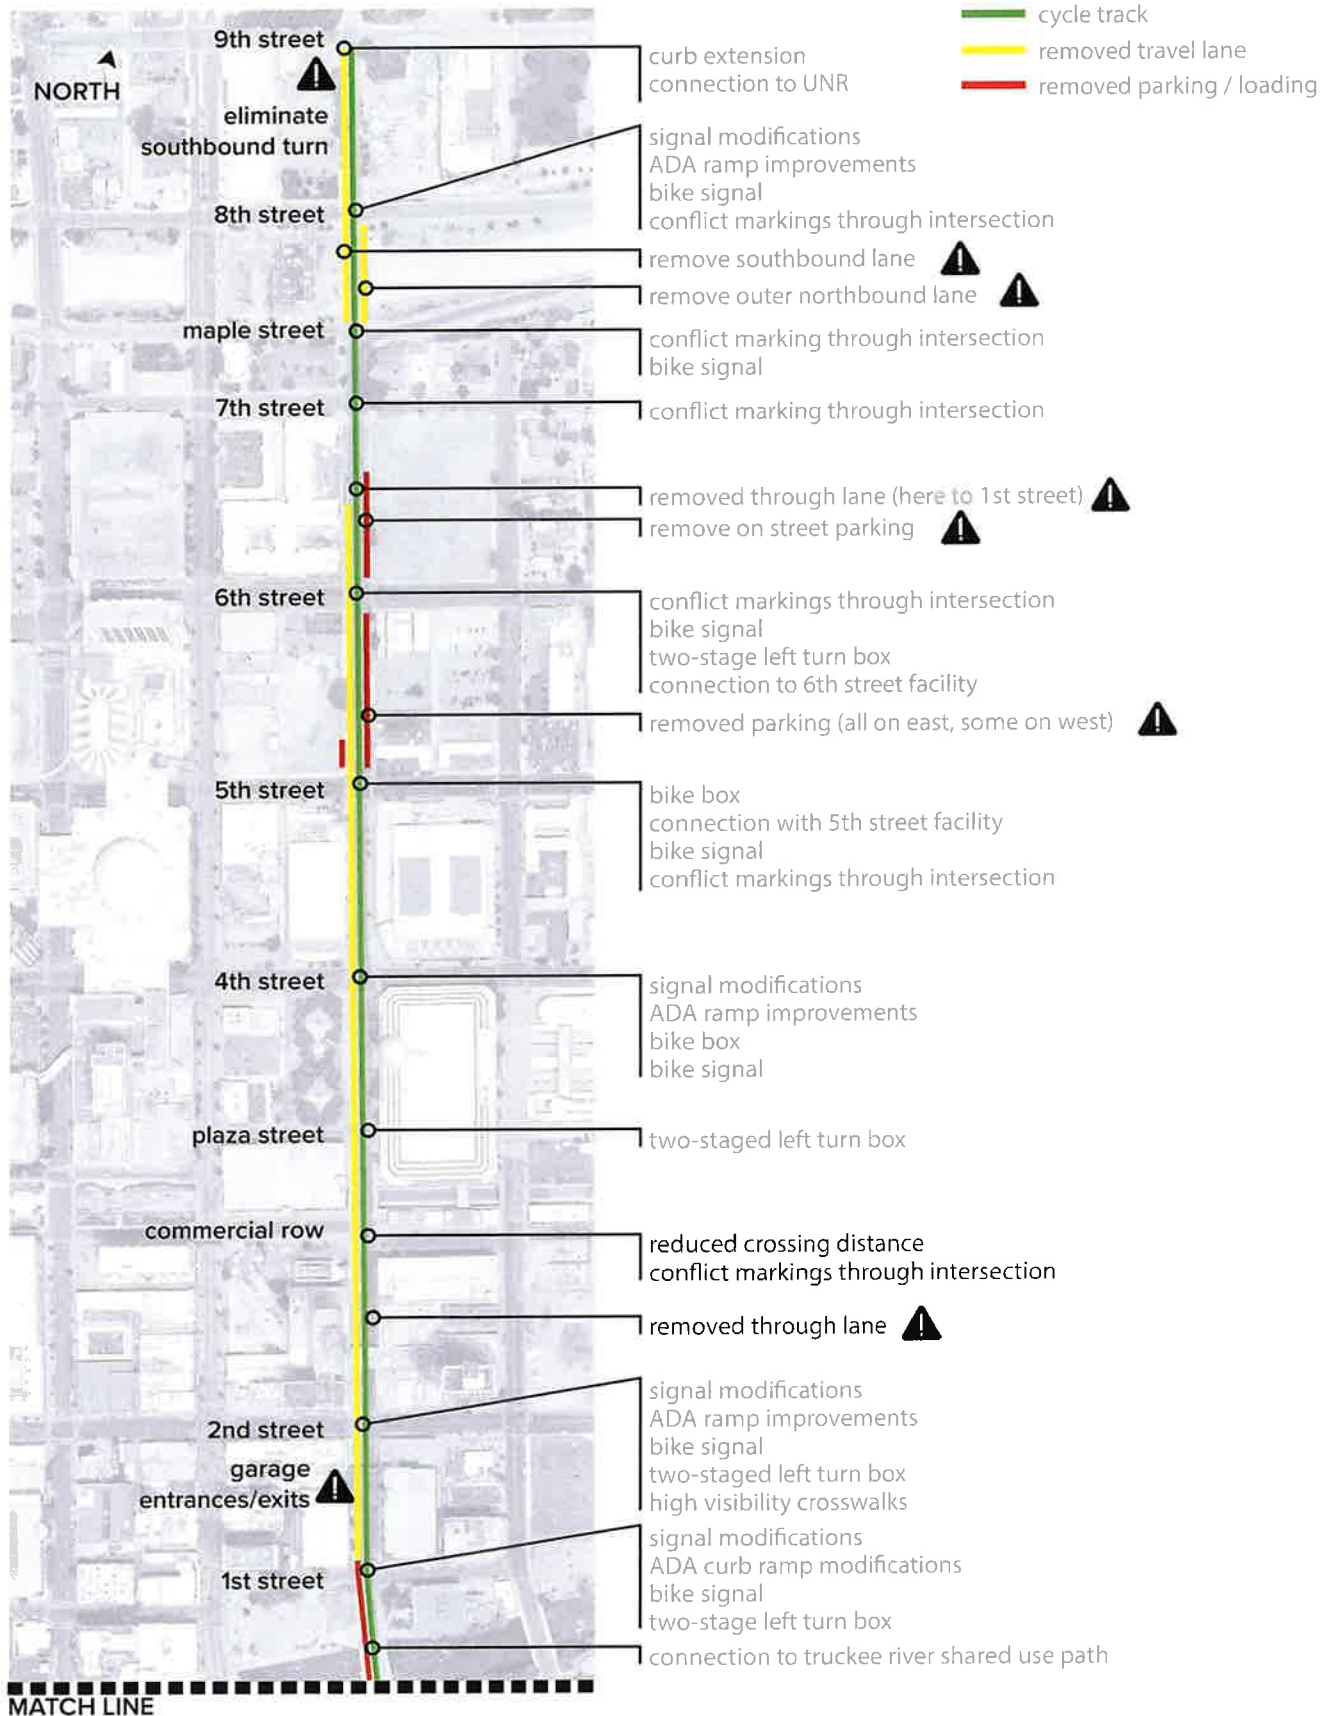 cycle track
removed travel lane
removed parking / loading
NORTH
9th street
curb extension
connection to UNR
eliminate
southbound turn
8th street
signal modifications
ADA ramp improvements
bike signal
conflict markings through intersection
remove southbound lane
remove outer northbound lane
maple street
conflict marking through intersection
bike signal
7th street
conflict marking through intersection
removed through lane (here to 1st street)
remove on street parking
6th street
conflict markings through intersection
bike signal
two-stage left turn box
connection to 6th street facility
removed parking (all on east, some on west)
5th street
bike box
connection with 5th street facility
bike signal
conflict markings through intersection
4th street
signal modifications
ADA ramp improvements
bike box
bike signal
plaza street
two-staged left turn box
commercial row
reduced crossing distance
conflict markings through intersection
removed through lane
2nd street
signal modifications
ADA ramp improvements
bike signal
two-staged left turn box
high visibility crosswalks
garage
entrances/exits
1st street
signal modifications
ADA curb ramp modifications
bike signal
two-stage left turn box
connection to truckee river shared use path
MATCH LINE